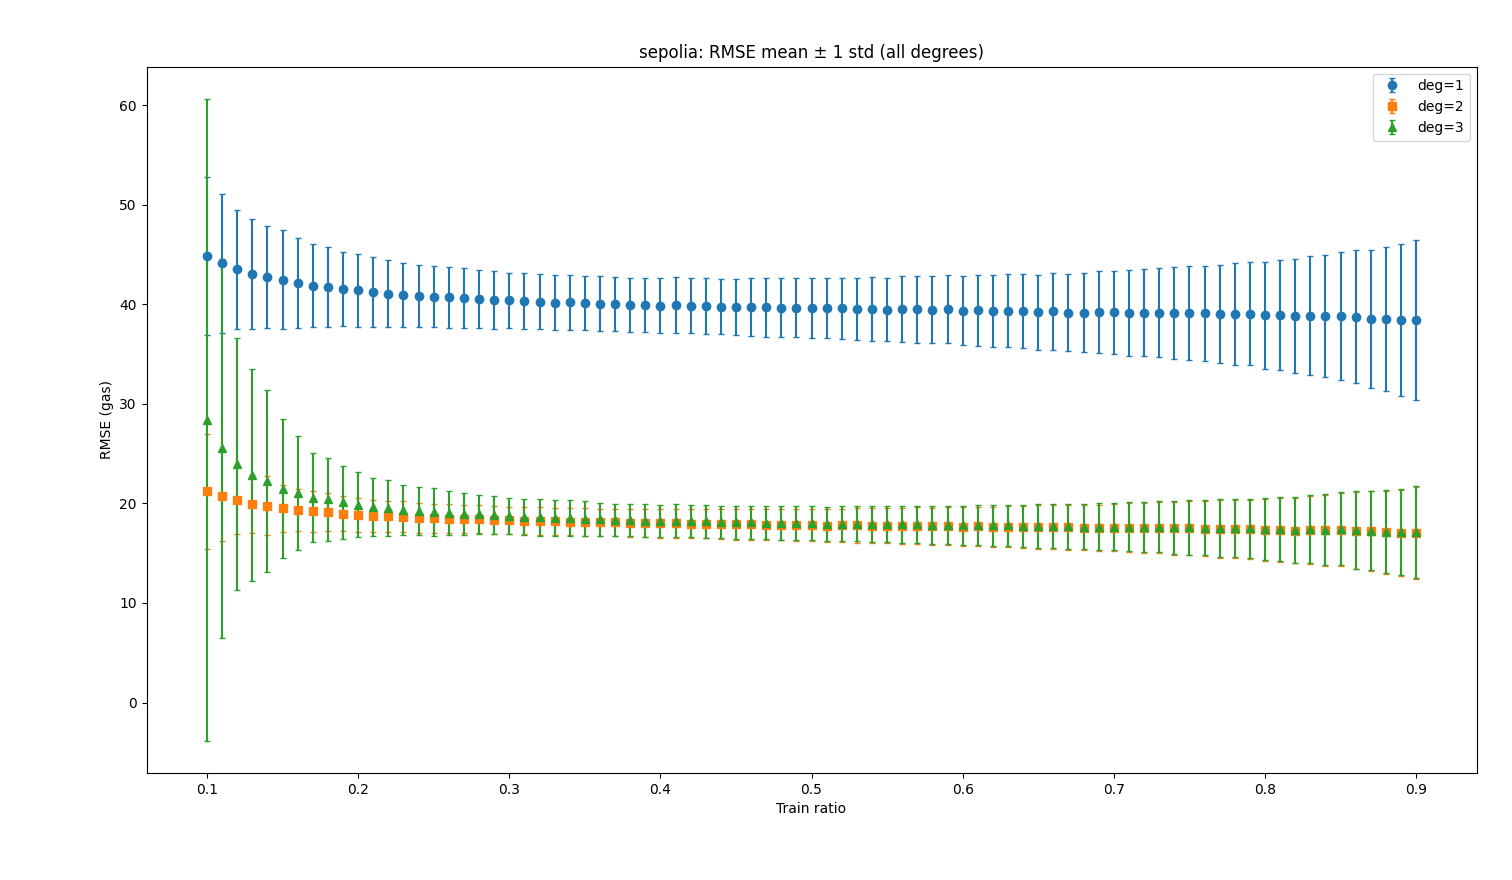 sepolia: RMSE mean ± 1 std (all degrees)
deg=1
deg=2
deg=3
RMSE (gas)
60
50
40
30
20
10
0
0.1 0.2 0.3 0.4 0.5 0.6 0.7 0.8 0.9
Train ratio